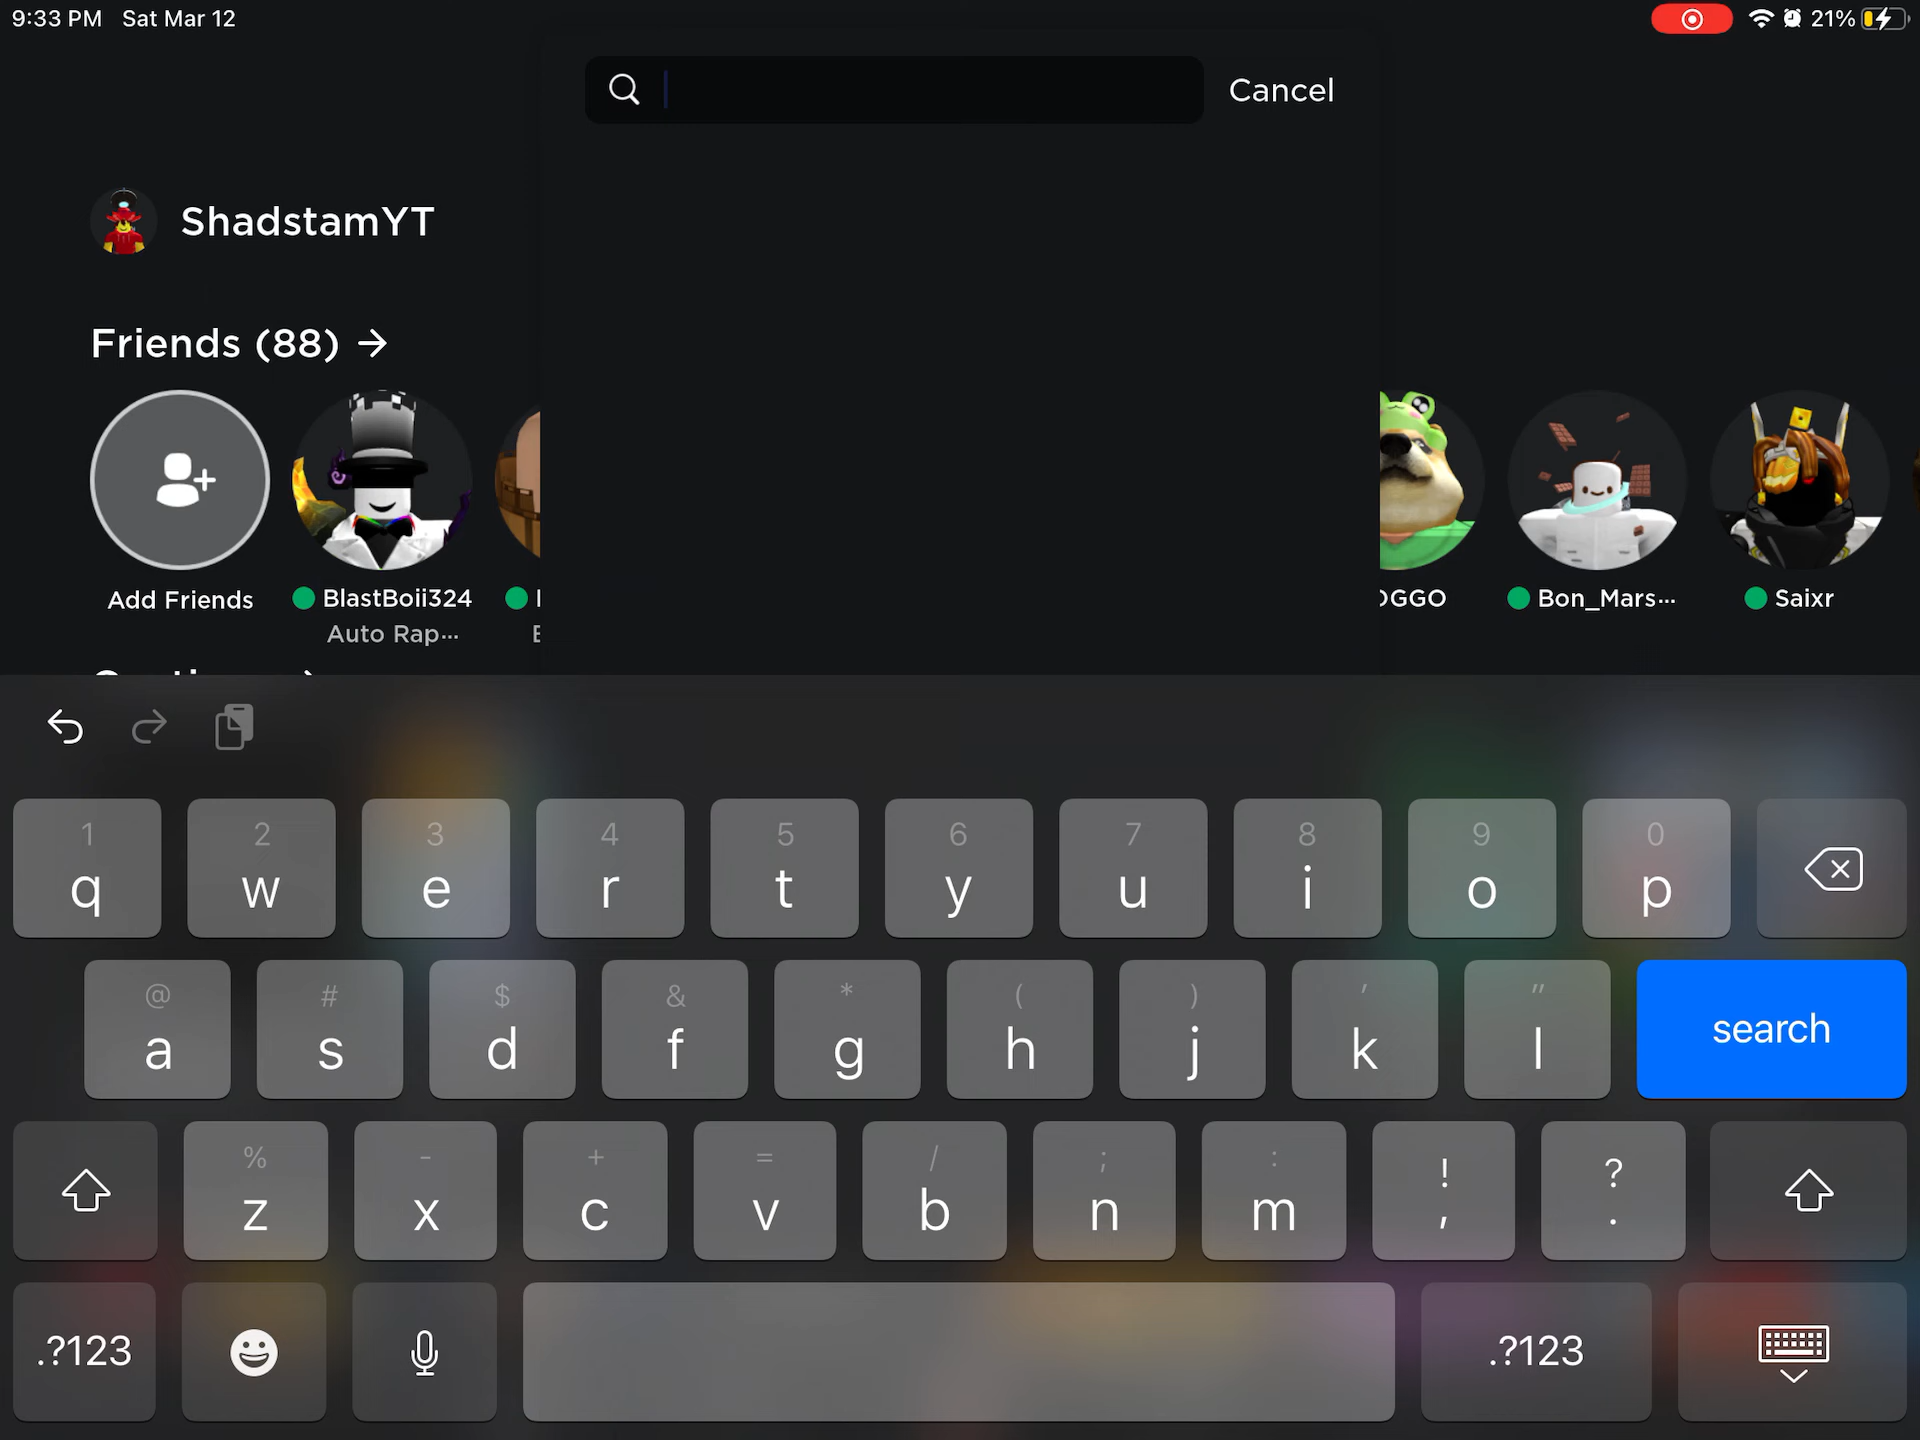 9:33 PM Sat Mar 12
21%
Cancel
ShadstamYT
Friends (88) →
Add Friends
BlastBoii324
Auto Rap...
OGGO
Bon_Mars...
Saixr
1 2 3 4 5 6 7 8 9 0
q w e r t y u i o p
@ # $ & * ( ) ' "
a s d f g h j k l search
% - + = / ; : ! ?
z x c v b n m , .
.?123 .?123